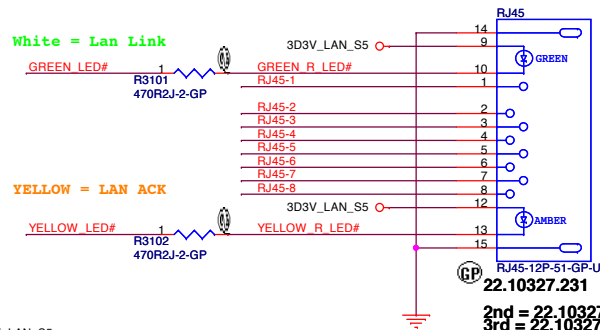 RJ45
14
White = Lan Link
3D3V_LAN_S5
9
GREEN
GREEN_LED#
1
GREEN_R_LED#
10
R3101
RJ45-1
1
470R2J-2-GP
RJ45-2
2
RJ45-3
3
RJ45-4
4
RJ45-5
5
RJ45-6
6
RJ45-7
7
YELLOW = LAN ACK
RJ45-8
8
3D3V_LAN_S5
12
AMBER
YELLOW_LED#
1
YELLOW_R_LED#
13
R3102
15
470R2J-2-GP
RJ45-12P-51-GP-U
GP
22.10327.231
2nd = 22.10327
3rd = 22.10327